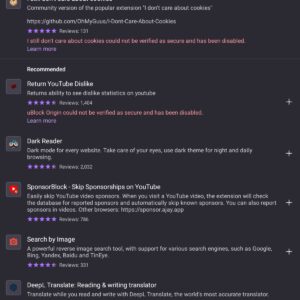 Community version of the popular extension "I don't care about cookies"
https://github.com/OhMyGuus/I-Dont-Care-About-Cookies
Reviews: 131
I still don't care about cookies could not be verified as secure and has been disabled.
Learn more
Recommended
Return YouTube Dislike
Returns ability to see dislike statistics on youtube
Reviews: 1,404
uBlock Origin could not be verified as secure and has been disabled.
Learn more
Dark Reader
Dark mode for every website. Take care of your eyes, use dark theme for night and daily
browsing.
Reviews: 2,032
SponsorBlock - Skip Sponsorships on YouTube
Easily skip YouTube video sponsors. When you visit a YouTube video, the extension will check
the database for reported sponsors and automatically skip known sponsors. You can also report
sponsors in videos. Other browsers: https://sponsor.ajay.app
Reviews: 786
Search by Image
A powerful reverse image search tool, with support for various search engines, such as Google,
Bing, Yandex, Baidu and TinEye.
Reviews: 331
DeepL Translate: Reading & writing translator
Translate while you read and write with DeepL Translate, the world's most accurate translator.